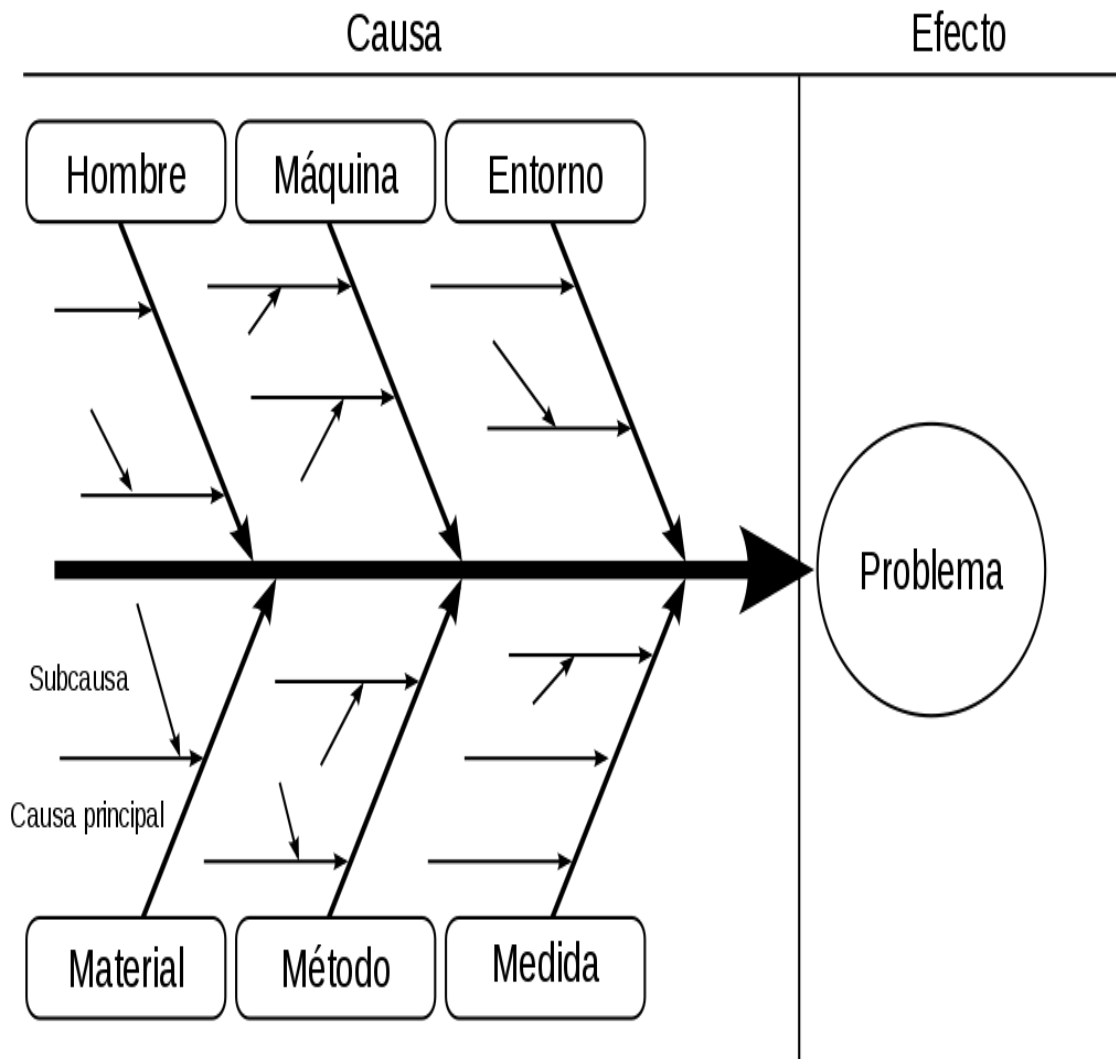 Causa
Efecto
Hombre
Máquina
Entorno
Problema
Subcausa
Causa principal
Material
Método
Medida